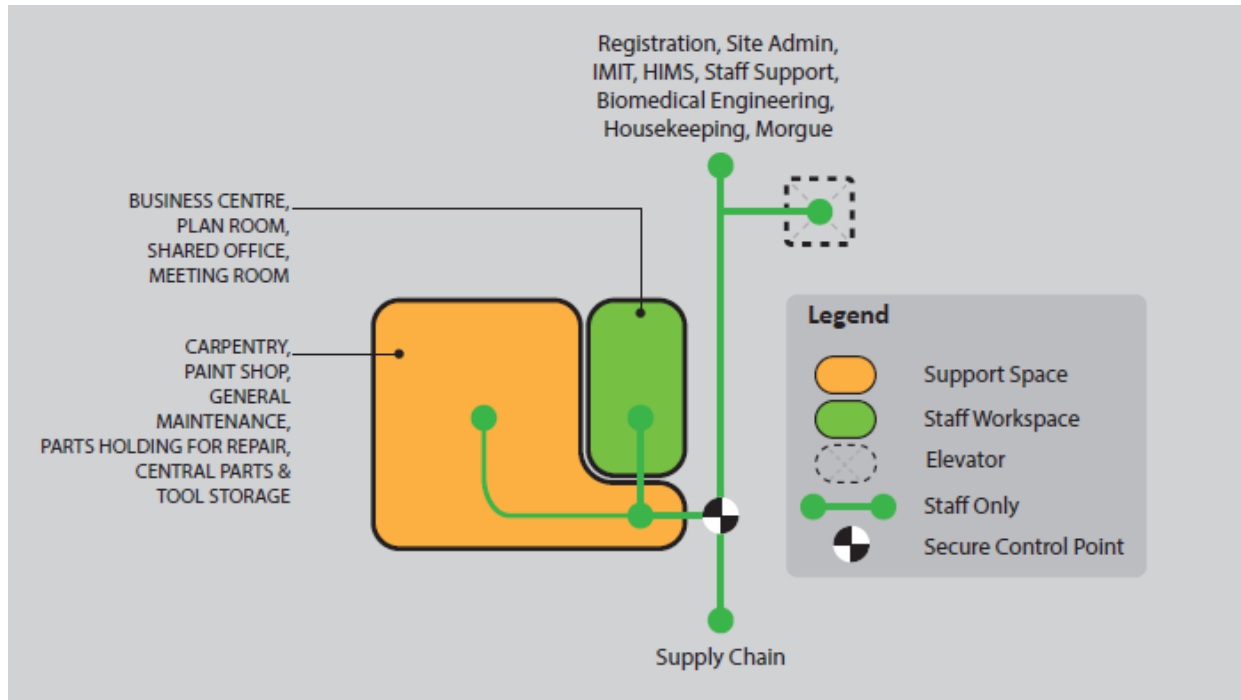 Registration, Site Admin,
IMIT, HIMS, Staff Support,
Biomedical Engineering,
Housekeeping, Morgue
BUSINESS CENTRE,
PLAN ROOM,
SHARED OFFICE,
MEETING ROOM
CARPENTRY,
PAINT SHOP,
GENERAL
MAINTENANCE,
PARTS HOLDING FOR REPAIR,
CENTRAL PARTS &
TOOL STORAGE
Legend
Support Space
Staff Workspace
Elevator
Staff Only
Secure Control Point
Supply Chain